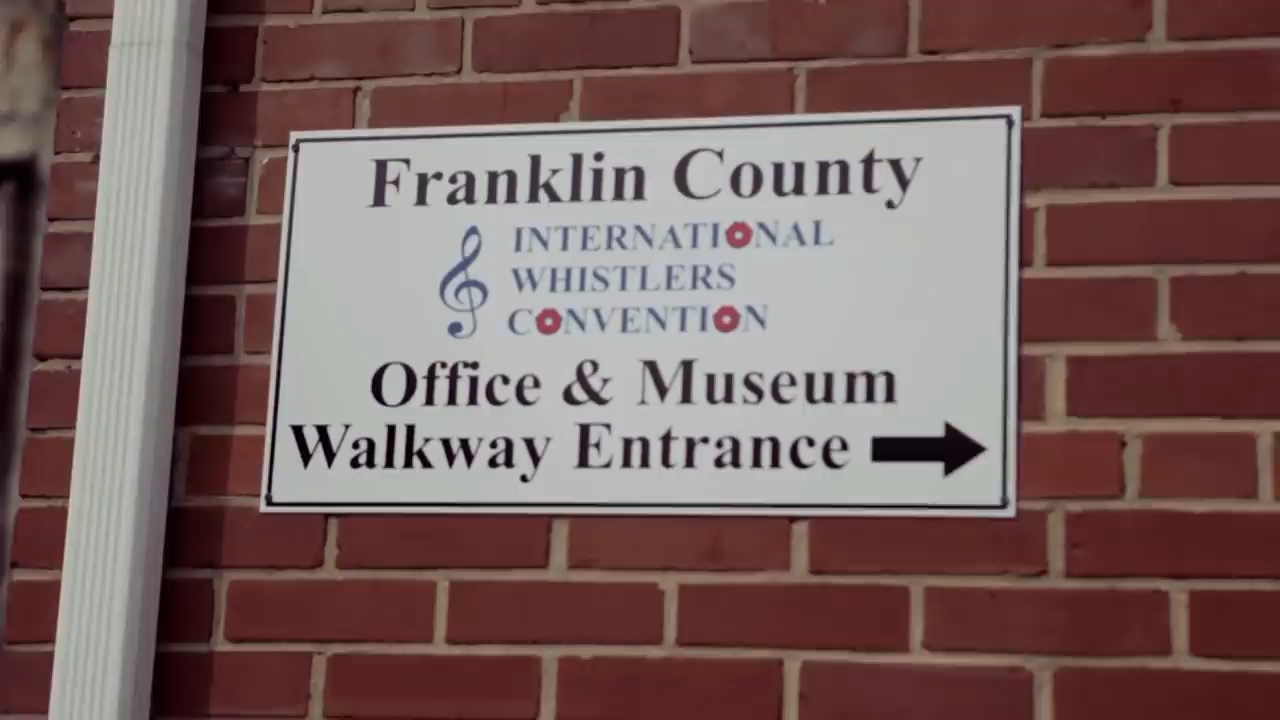 Franklin County
INTERNATIONAL
WHISTLERS
CONVENTION
Office & Museum
Walkway Entrance